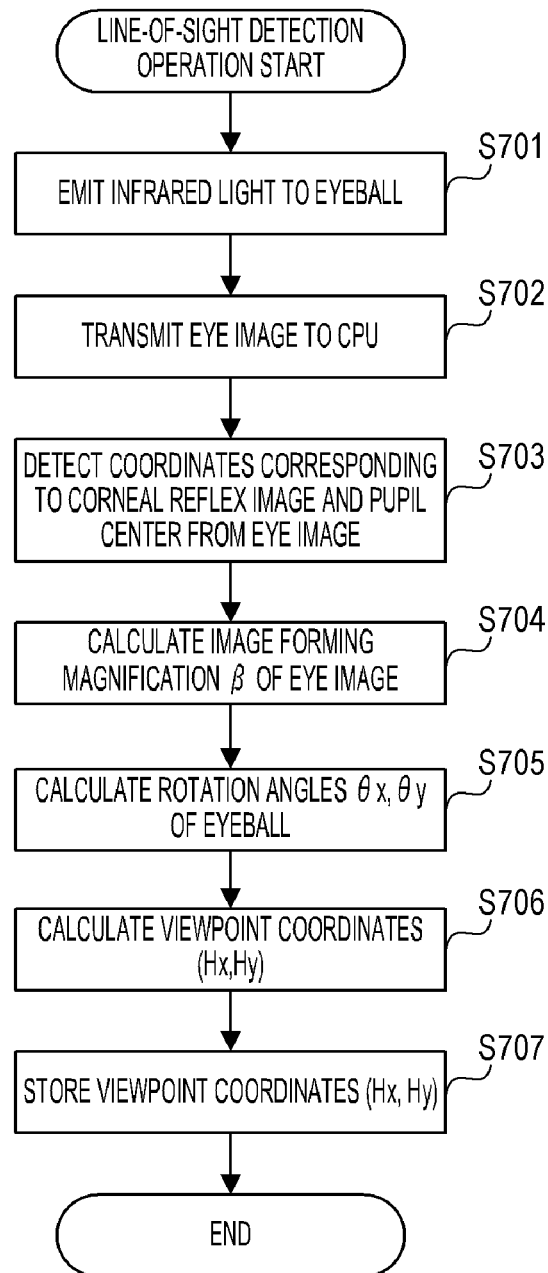 LINE-OF-SIGHT DETECTION
OPERATION START
S701
EMIT INFRARED LIGHT TO EYEBALL
S702
TRANSMIT EYE IMAGE TO CPU
S703
DETECT COORDINATES CORRESPONDING
TO CORNEAL REFLEX IMAGE AND PUPIL
CENTER FROM EYE IMAGE
S704
CALCULATE IMAGE FORMING
MAGNIFICATION β OF EYE IMAGE
S705
CALCULATE ROTATION ANGLES θx, θy
OF EYEBALL
S706
CALCULATE VIEWPOINT COORDINATES
(Hx,Hy)
S707
STORE VIEWPOINT COORDINATES (Hx, Hy)
END